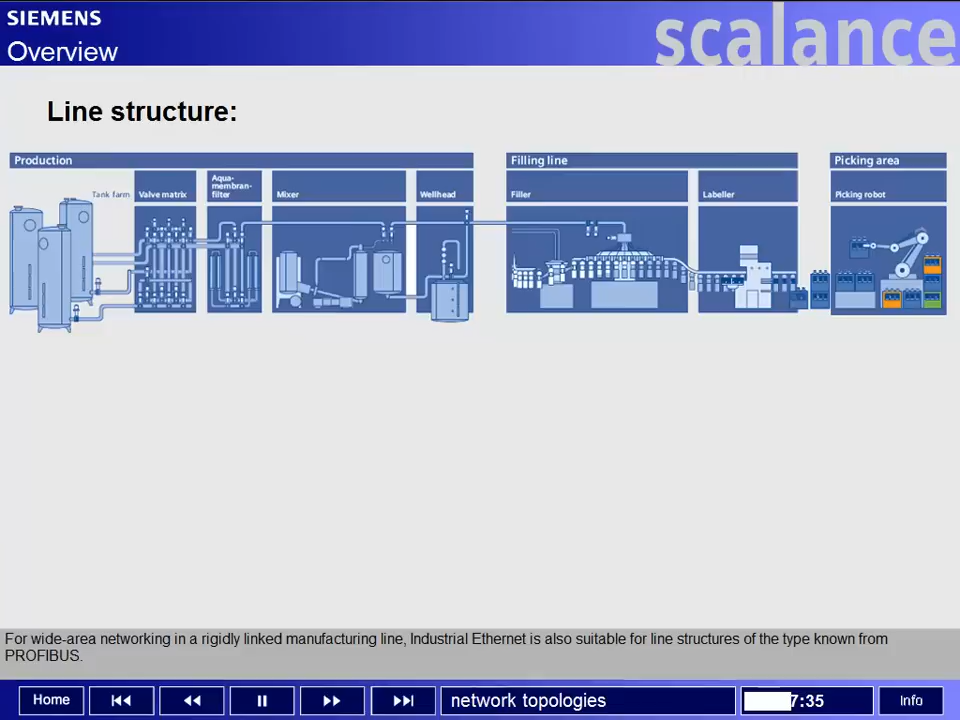 SIEMENS
scalance
Overview
Line structure:
Production
Filling line
Picking area
Tank farm
Valve matrix
Aqua-
membran-
filter
Mixer
Wellhead
Filler
Labeller
Picking robot
For wide-area networking in a rigidly linked manufacturing line, Industrial Ethernet is also suitable for line structures of the type known from
PROFIBUS.
Home
network topologies
7:35
Info